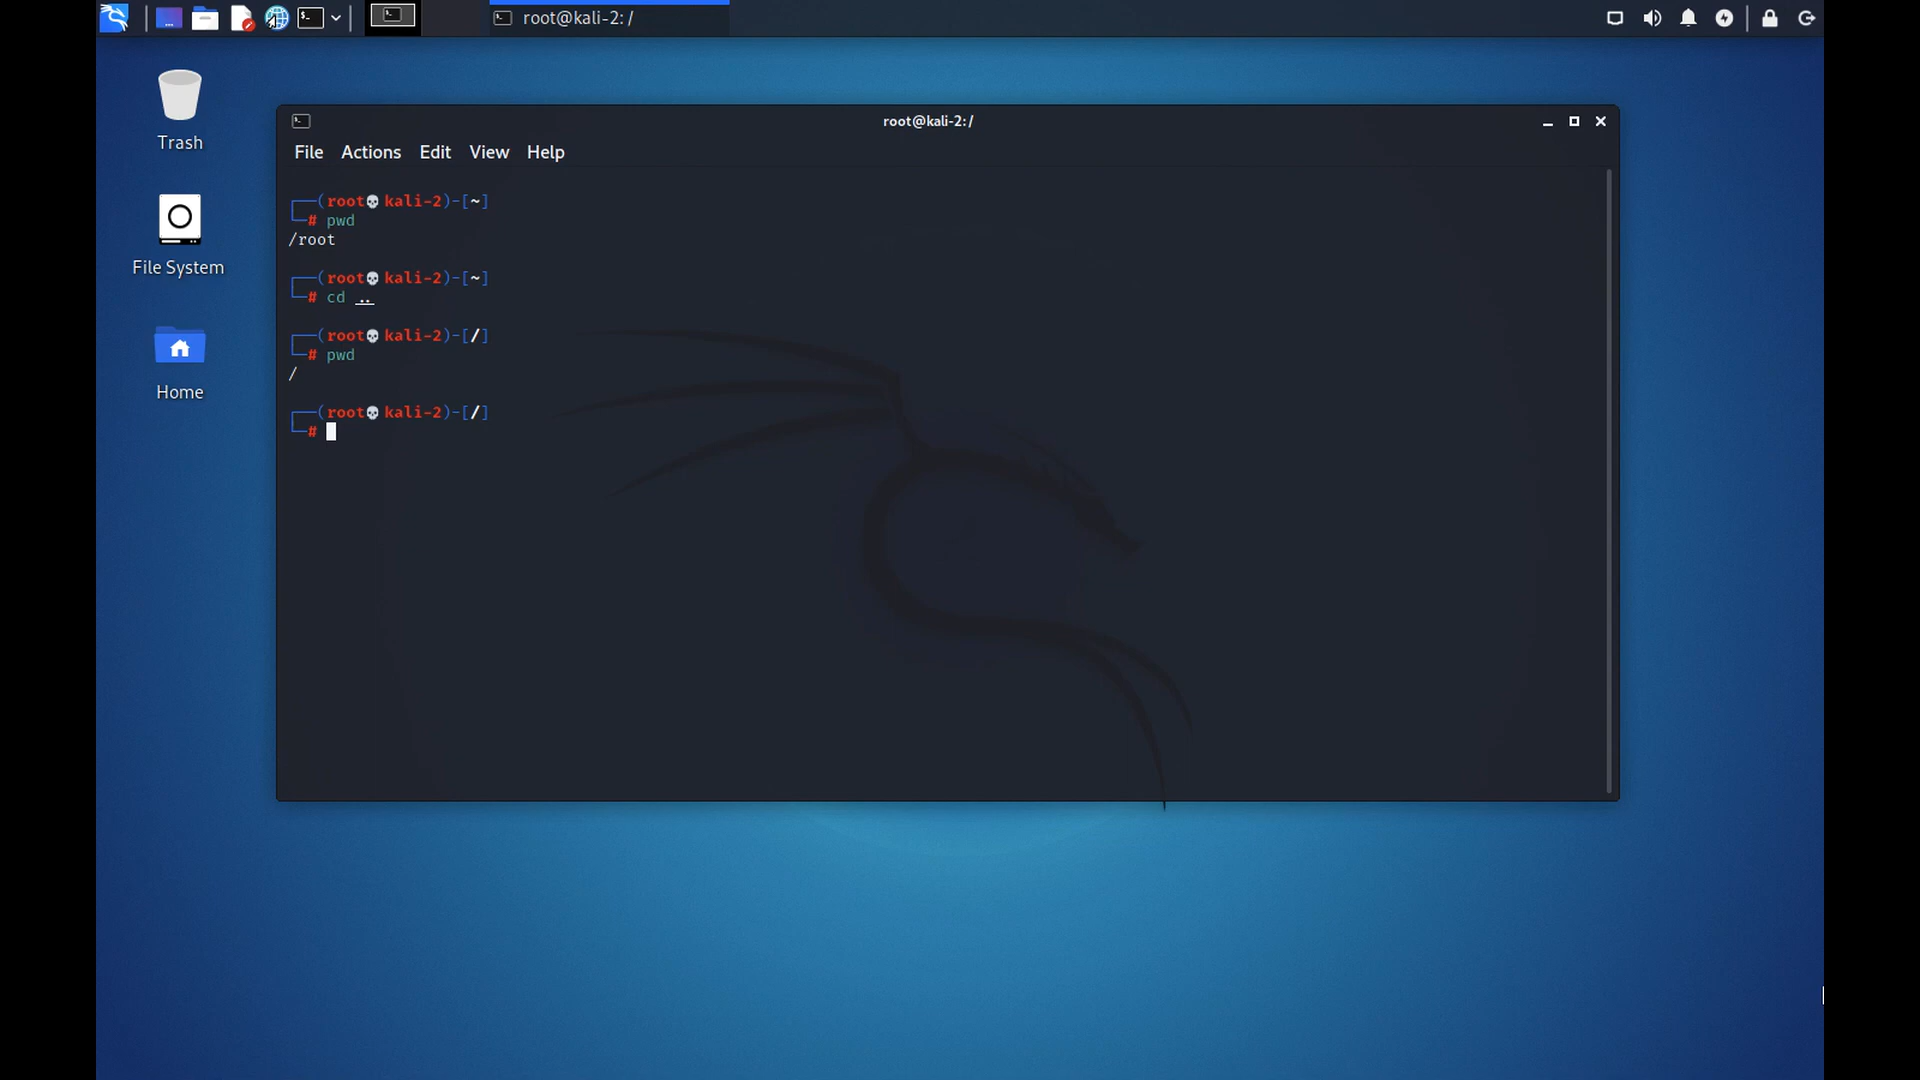 root@kali-2: /
Trash
File System
Home
root@kali-2:/
File Actions Edit View Help
┌──(root💀kali-2)-[~]
└─# pwd
/root
┌──(root💀kali-2)-[~]
└─# cd ..
┌──(root💀kali-2)-[/]
└─# pwd
/
┌──(root💀kali-2)-[/]
└─#